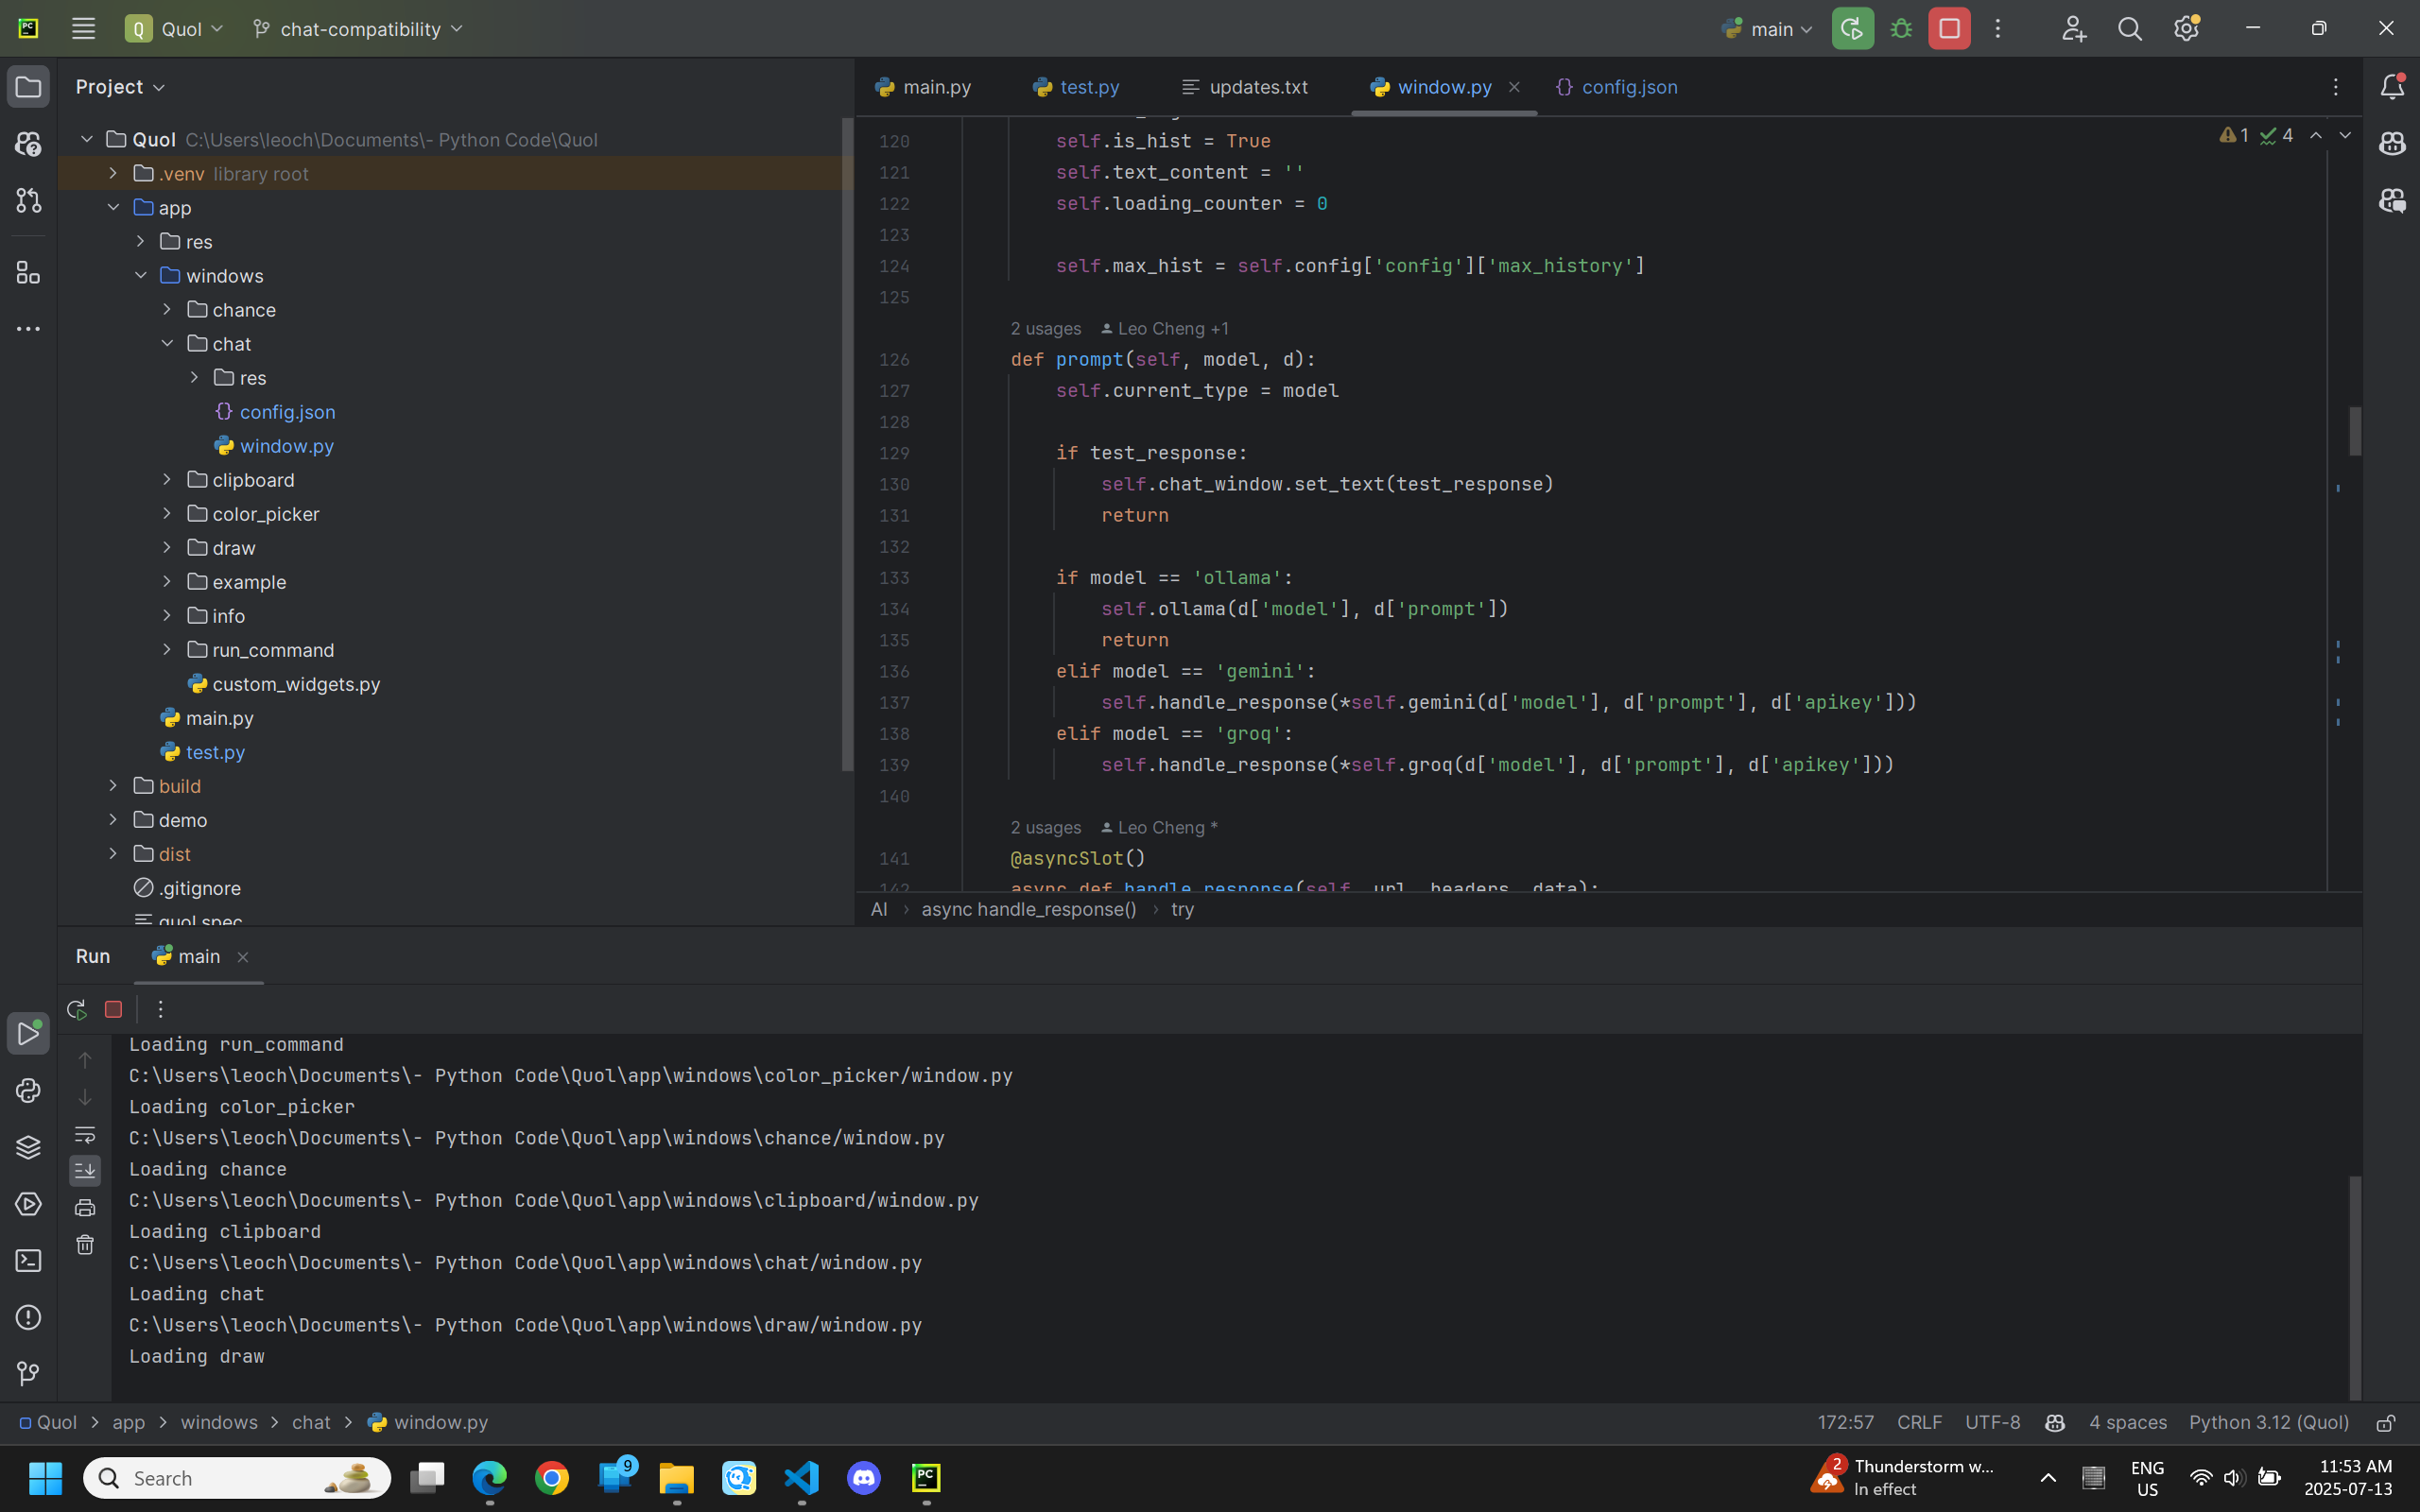 Quol
chat-compatibility
main
Project
main.py
test.py
updates.txt
window.py
config.json
Quol C:\Users\leoch\Documents\- Python Code\Quol
.venv library root
app
res
windows
chance
chat
res
config.json
window.py
clipboard
color_picker
draw
example
info
run_command
custom_widgets.py
main.py
test.py
build
demo
dist
.gitignore
quol.spec
1 4
120 self.is_hist = True
121 self.text_content = ''
122 self.loading_counter = 0
123
124 self.max_hist = self.config['config']['max_history']
125
2 usages Leo Cheng +1
126 def prompt(self, model, d):
127 self.current_type = model
128
129 if test_response:
130 self.chat_window.set_text(test_response)
131 return
132
133 if model == 'ollama':
134 self.ollama(d['model'], d['prompt'])
135 return
136 elif model == 'gemini':
137 self.handle_response(*self.gemini(d['model'], d['prompt'], d['apikey']))
138 elif model == 'groq':
139 self.handle_response(*self.groq(d['model'], d['prompt'], d['apikey']))
140
2 usages Leo Cheng *
141 @asyncSlot()
142 async def handle_response(self, url, headers, data):
AI › async handle_response() › try
Run
main
Loading run_command
C:\Users\leoch\Documents\- Python Code\Quol\app\windows\color_picker/window.py
Loading color_picker
C:\Users\leoch\Documents\- Python Code\Quol\app\windows\chance/window.py
Loading chance
C:\Users\leoch\Documents\- Python Code\Quol\app\windows\clipboard/window.py
Loading clipboard
C:\Users\leoch\Documents\- Python Code\Quol\app\windows\chat/window.py
Loading chat
C:\Users\leoch\Documents\- Python Code\Quol\app\windows\draw/window.py
Loading draw
Quol > app > windows > chat > window.py
172:57 CRLF UTF-8 4 spaces Python 3.12 (Quol)
Search
9
PC
2
Thunderstorm w...
In effect
ENG
US
11:53 AM
2025-07-13